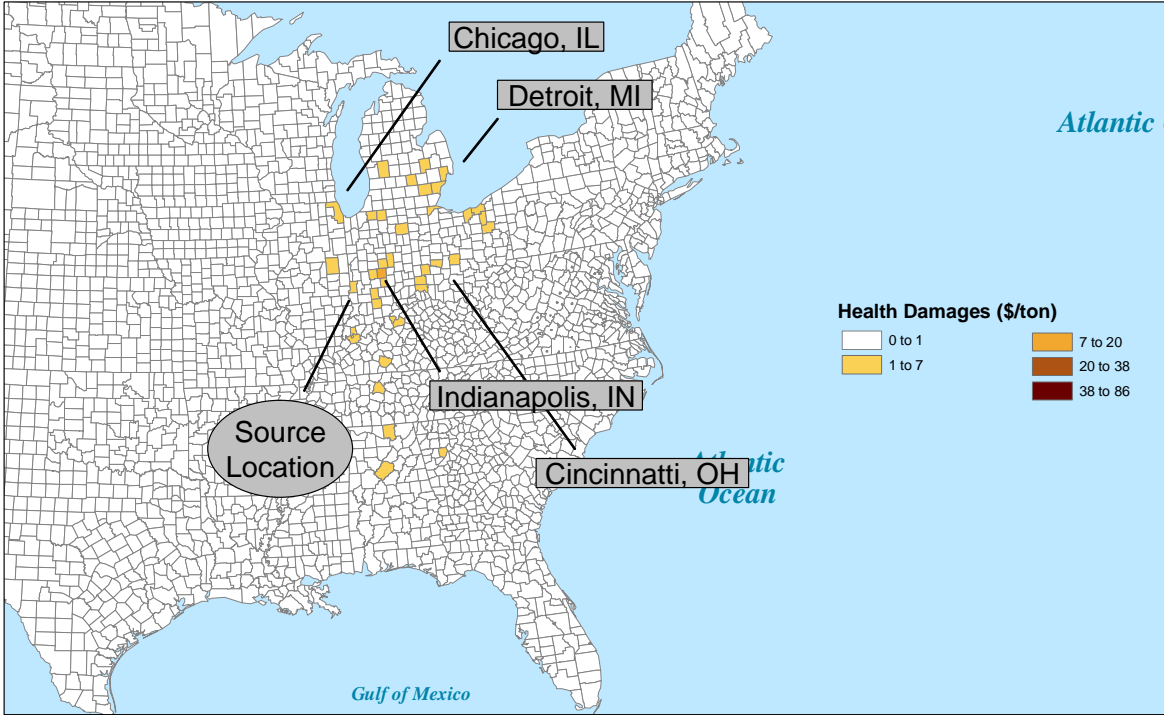 Chicago, IL
Detroit, MI
Atlantic
Health Damages ($/ton)
0 to 1
1 to 7
7 to 20
20 to 38
38 to 86
Indianapolis, IN
Source
Location
Cincinnatti, OH
Ocean
Gulf of Mexico